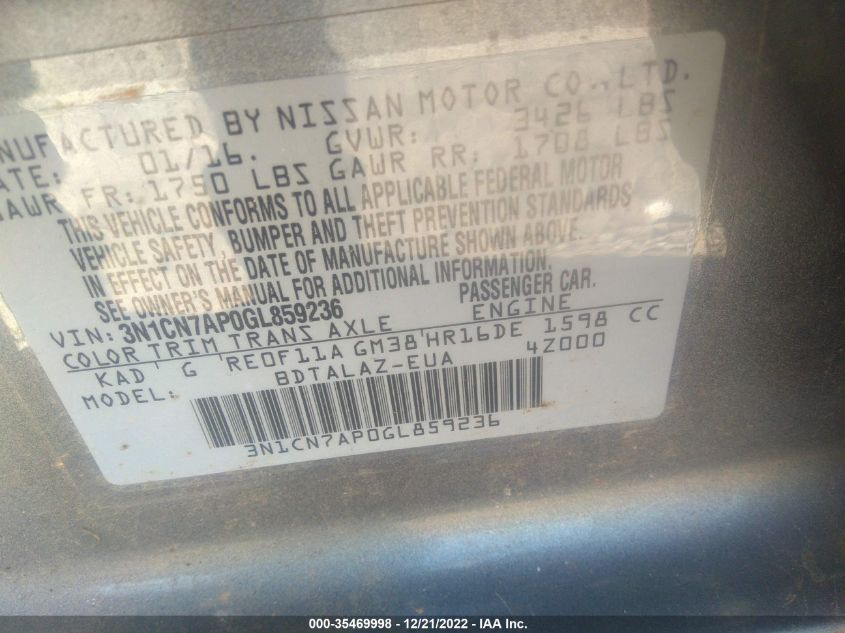 NUFACTURED BY NISSAN MOTOR CO., LTD.
ATE: 01/16. GVWR: 3426 LBS
AWR FR: 1750 LBS GAWR RR: 1708 LBS
THIS VEHICLE CONFORMS TO ALL APPLICABLE FEDERAL MOTOR
VEHICLE SAFETY, BUMPER AND THEFT PREVENTION STANDARDS
IN EFFECT ON THE DATE OF MANUFACTURE SHOWN ABOVE.
SEE OWNER'S MANUAL FOR ADDITIONAL INFORMATION.
VIN: 3N1CN7AP0GL859236 PASSENGER CAR.
COLOR TRIM TRANS AXLE ENGINE
KAD' G 'RE0F11A GM38'HR16DE 1598 CC
MODEL: BDTALAZ-EUA 4Z000
3N1CN7AP0GL859236
000-35469998 - 12/21/2022 - IAA Inc.